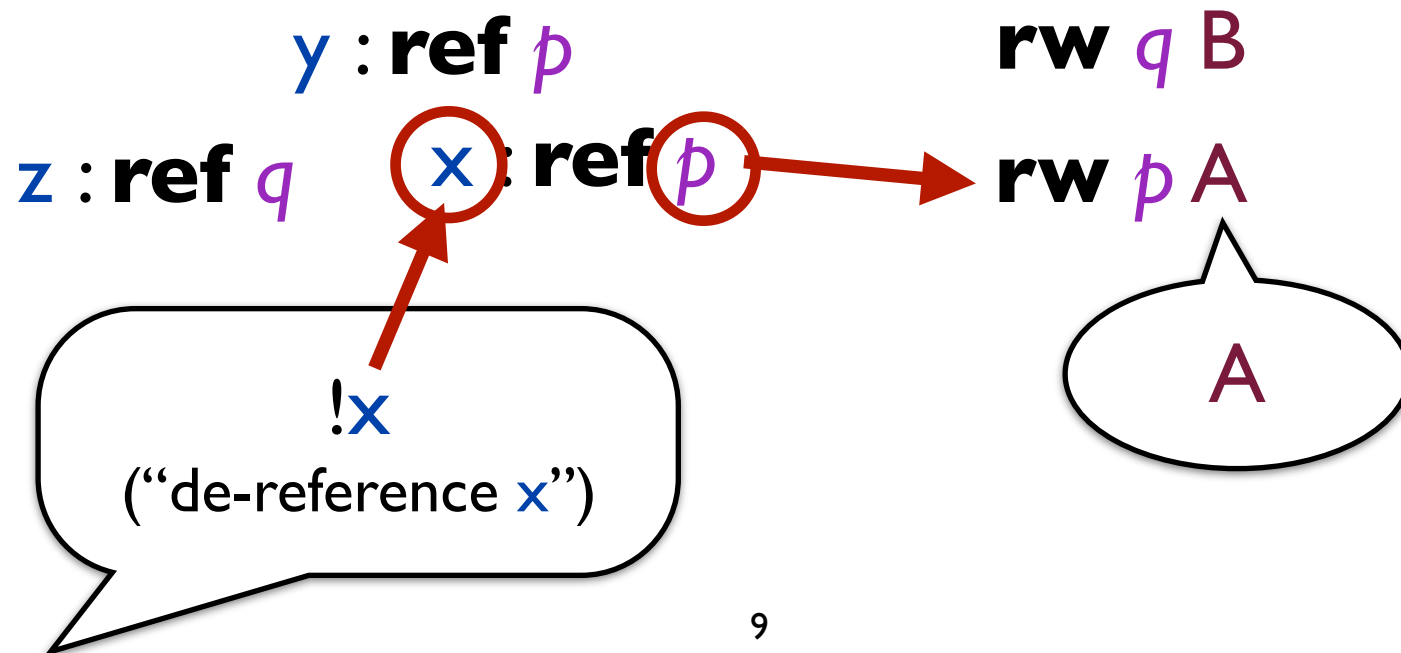 y : ref p
rw q B
z : ref q
x : ref p
rw p A
!x
(“de-reference x”)
A
9